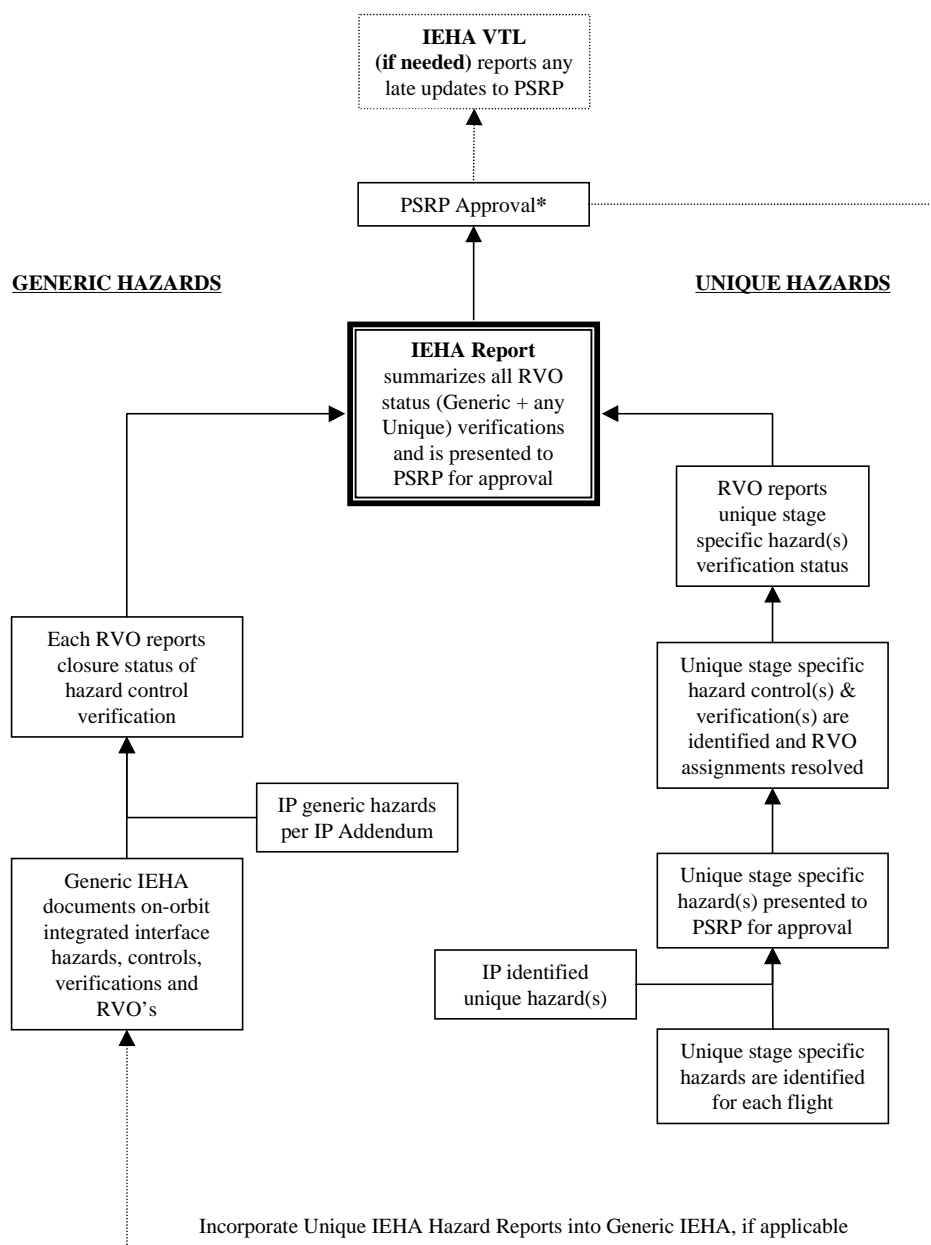 IEHA VTL
(if needed) reports any
late updates to PSRP
PSRP Approval*
GENERIC HAZARDS
UNIQUE HAZARDS
IEHA Report
summarizes all RVO
status (Generic + any
Unique) verifications
and is presented to
PSRP for approval
RVO reports
unique stage
specific hazard(s)
verification status
Each RVO reports
closure status of
hazard control
verification
Unique stage specific
hazard control(s) &
verification(s) are
identified and RVO
assignments resolved
IP generic hazards
per IP Addendum
Generic IEHA
documents on-orbit
integrated interface
hazards, controls,
verifications and
RVO’s
Unique stage specific
hazard(s) presented to
PSRP for approval
IP identified
unique hazard(s)
Unique stage specific
hazards are identified
for each flight
Incorporate Unique IEHA Hazard Reports into Generic IEHA, if applicable